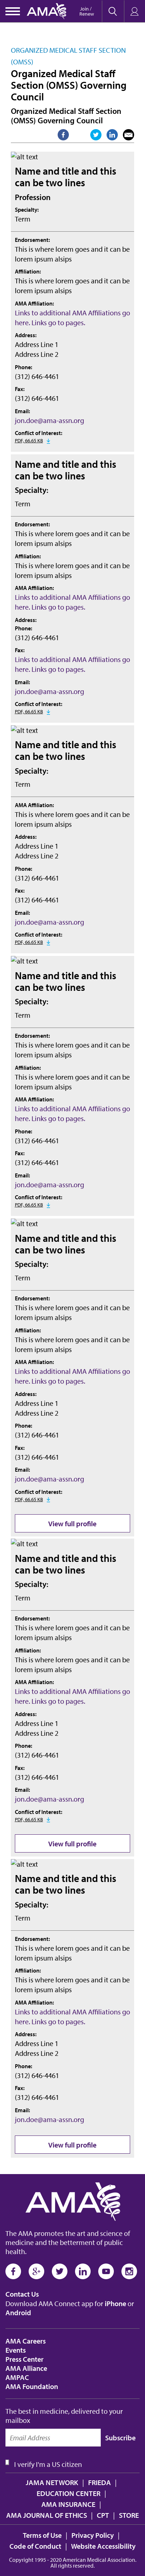 AMA
Join /
Renew
ORGANIZED MEDICAL STAFF SECTION
(OMSS)
Organized Medical Staff
Section (OMSS) Governing
Council
Organized Medical Staff Section
(OMSS) Governing Council
alt text
Name and title and this
can be two lines
Profession
Specialty:
Term
Endorsement:
This is where lorem goes and it can be
lorem ipsum alsips
Affiliation:
This is where lorem goes and it can be
lorem ipsum alsips
AMA Affiliation:
Links to additional AMA Affiliations go
here. Links go to pages.
Address:
Address Line 1
Address Line 2
Phone:
(312) 646-4461
Fax:
(312) 646-4461
Email:
jon.doe@ama-assn.org
Conflict of Interest:
PDF, 66.65 KB
Name and title and this
can be two lines
Specialty:
Term
Endorsement:
This is where lorem goes and it can be
lorem ipsum alsips
Affiliation:
This is where lorem goes and it can be
lorem ipsum alsips
AMA Affiliation:
Links to additional AMA Affiliations go
here. Links go to pages.
Address:
Phone:
(312) 646-4461
Fax:
Links to additional AMA Affiliations go
here. Links go to pages.
Email:
jon.doe@ama-assn.org
Conflict of Interest:
PDF, 66.65 KB
alt text
Name and title and this
can be two lines
Specialty:
Term
AMA Affiliation:
This is where lorem goes and it can be
lorem ipsum alsips
Address:
Address Line 1
Address Line 2
Phone:
(312) 646-4461
Fax:
(312) 646-4461
Email:
jon.doe@ama-assn.org
Conflict of Interest:
PDF, 66.65 KB
alt text
Name and title and this
can be two lines
Specialty:
Term
Endorsement:
This is where lorem goes and it can be
lorem ipsum alsips
Affiliation:
This is where lorem goes and it can be
lorem ipsum alsips
AMA Affiliation:
Links to additional AMA Affiliations go
here. Links go to pages.
Phone:
(312) 646-4461
Fax:
(312) 646-4461
Email:
jon.doe@ama-assn.org
Conflict of Interest:
PDF, 66.65 KB
alt text
Name and title and this
can be two lines
Specialty:
Term
Endorsement:
This is where lorem goes and it can be
lorem ipsum alsips
Affiliation:
This is where lorem goes and it can be
lorem ipsum alsips
AMA Affiliation:
Links to additional AMA Affiliations go
here. Links go to pages.
Address:
Address Line 1
Address Line 2
Phone:
(312) 646-4461
Fax:
(312) 646-4461
Email:
jon.doe@ama-assn.org
Conflict of Interest:
PDF, 66.65 KB
View full profile
alt text
Name and title and this
can be two lines
Specialty:
Term
Endorsement:
This is where lorem goes and it can be
lorem ipsum alsips
Affiliation:
This is where lorem goes and it can be
lorem ipsum alsips
AMA Affiliation:
Links to additional AMA Affiliations go
here. Links go to pages.
Address:
Address Line 1
Address Line 2
Phone:
(312) 646-4461
Fax:
(312) 646-4461
Email:
jon.doe@ama-assn.org
Conflict of Interest:
PDF, 66.65 KB
View full profile
alt text
Name and title and this
can be two lines
Specialty:
Term
Endorsement:
This is where lorem goes and it can be
lorem ipsum alsips
Affiliation:
This is where lorem goes and it can be
lorem ipsum alsips
AMA Affiliation:
Links to additional AMA Affiliations go
here. Links go to pages.
Address:
Address Line 1
Address Line 2
Phone:
(312) 646-4461
Fax:
(312) 646-4461
Email:
jon.doe@ama-assn.org
View full profile
AMA
The AMA promotes the art and science of
medicine and the betterment of public
health.
Contact Us
Download AMA Connect app for iPhone or
Android
AMA Careers
Events
Press Center
AMA Alliance
AMPAC
AMA Foundation
The best in medicine, delivered to your
mailbox
Email Address
Subscribe
I verify I'm a US citizen
JAMA NETWORK | FRIEDA |
EDUCATION CENTER |
AMA INSURANCE |
AMA JOURNAL OF ETHICS | CPT | STORE
Terms of Use | Privacy Policy |
Code of Conduct | Website Accessibility
Copyright 1995 - 2020 American Medical Association.
All rights reserved.